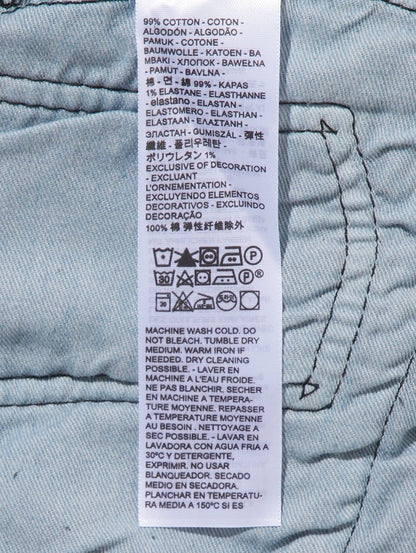 99% COTTON - COTON -
ALGODÓN - ALGODÃO -
PAMUK - COTONE -
BAUMWOLLE - KATOEN - BA
MBAKI - ХЛОПОК - BAWEŁNA
- PAMUT - BAVLNA -
棉 - 면 - 綿 99% - KAPAS
1% ELASTANE - ELASTHANNE
- elastano - ELASTAN -
ELASTOMERO - ELASTHAN -
ELASTAAN - ΕΛΑΣΤΑΝΗ -
ЭЛАСТАН - GUMISZÁL - 弹性
纖维 - 폴리우레탄 -
ポリウレタン 1%
EXCLUSIVE OF DECORATION
- EXCLUANT
L'ORNEMENTATION -
EXCLUYENDO ELEMENTOS
DECORATIVOS - EXCLUINDO
DECORAÇÃO
100% 棉 弹性纤维除外
P
30 P ®
30
MACHINE WASH COLD. DO
NOT BLEACH. TUMBLE DRY
MEDIUM. WARM IRON IF
NEEDED. DRY CLEANING
POSSIBLE. - LAVER EN
MACHINE A L'EAU FROIDE.
NE PAS BLANCHIR. SECHER
EN MACHINE A TEMPERA-
TURE MOYENNE. REPASSER
A TEMPERATURE MOYENNE
AU BESOIN . NETTOYAGE A
SEC POSSIBLE. - LAVAR EN
LAVADORA CON AGUA FRIA A
30ºC Y DETERGENTE,
EXPRIMIR. NO USAR
BLANQUEADOR. SECADO
MEDIO EN SECADORA.
PLANCHAR EN TEMPERATU-
RA MEDIA A 150ºC SI ES